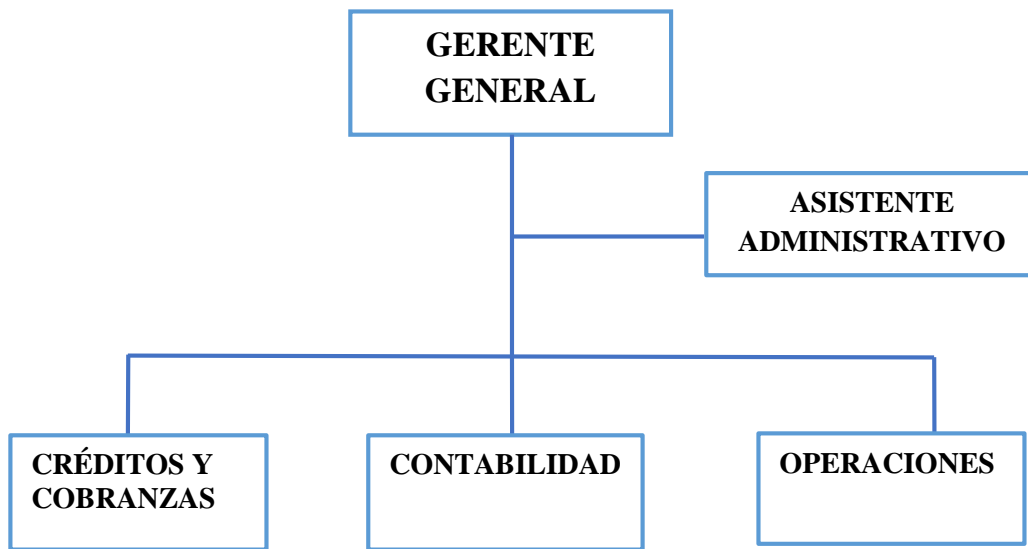 GERENTE
GENERAL
ASISTENTE
ADMINISTRATIVO
CRÉDITOS Y
COBRANZAS
CONTABILIDAD
OPERACIONES